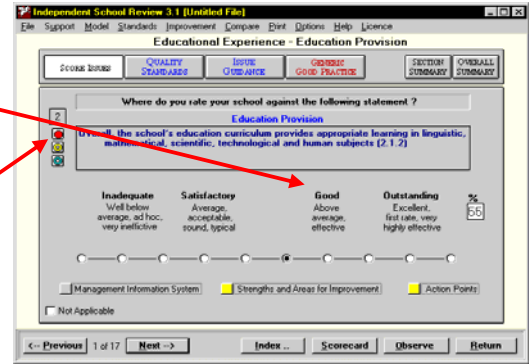 Independent School Review 3.1 [Untitled File]
File Support Model Standards Improvement Compare Print Options Help Licence
Educational Experience - Education Provision
SCORE ISSUES
QUALITY STANDARDS
ISSUE GUIDANCE
GENERIC GOOD PRACTICE
SECTION SUMMARY
OVERALL SUMMARY
Where do you rate your school against the following statement ?
2
Education Provision
Overall, the school's education curriculum provides appropriate learning in linguistic,
mathematical, scientific, technological and human subjects (2.1.2)
Inadequate
Well below
average, ad hoc,
very inefficitive
Satisfactory
Average,
acceptable,
sound, typical
Good
Above
average,
effective
Outstanding
Excellent,
first rate, very
highly effective
%
55
Management Information System
Strengths and Areas for Improvement
Action Points
Not Applicable
<-- Previous
1 of 17
Next -->
Index ..
Scorecard
Observe
Return